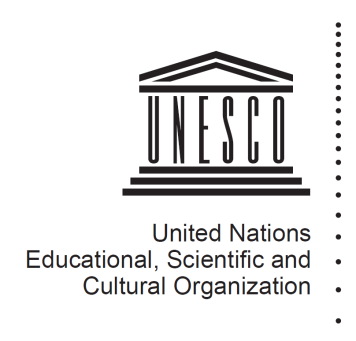 UNESCO
United Nations
Educational, Scientific and
Cultural Organization